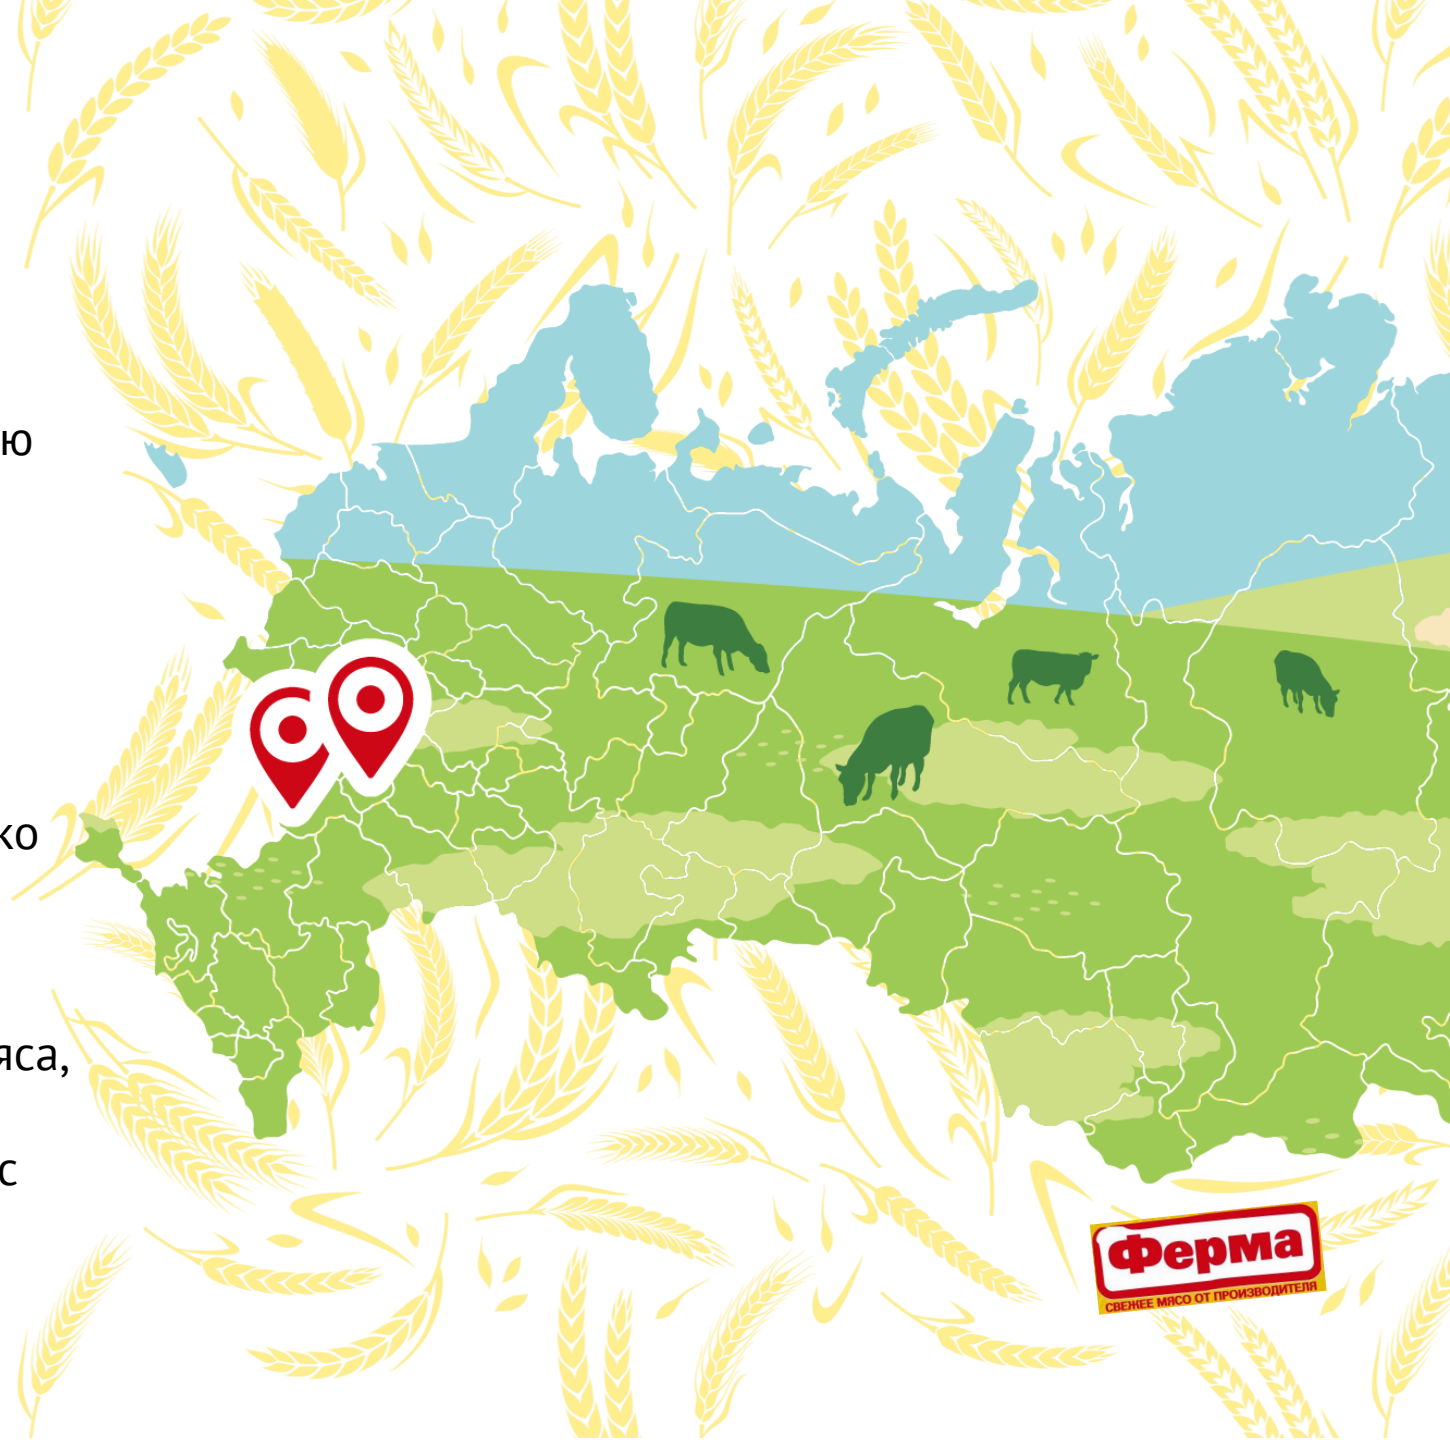 ю
ко
яса,
с
Ферма
СВЕЖЕЕ МЯСО ОТ ПРОИЗВОДИТЕЛЯ